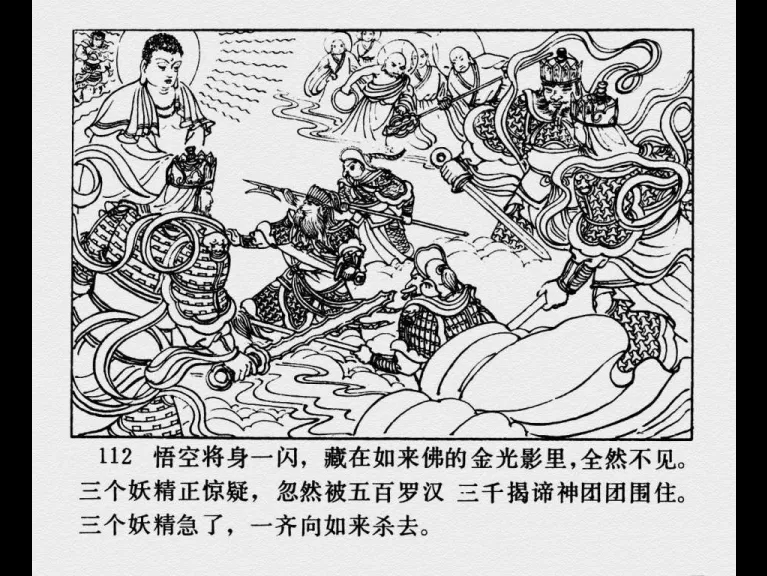 112 悟空将身一闪，藏在如来佛的金光影里，全然不见。
三个妖精正惊疑，忽然被五百罗汉 三千揭谛神团团围住。
三个妖精急了，一齐向如来杀去。